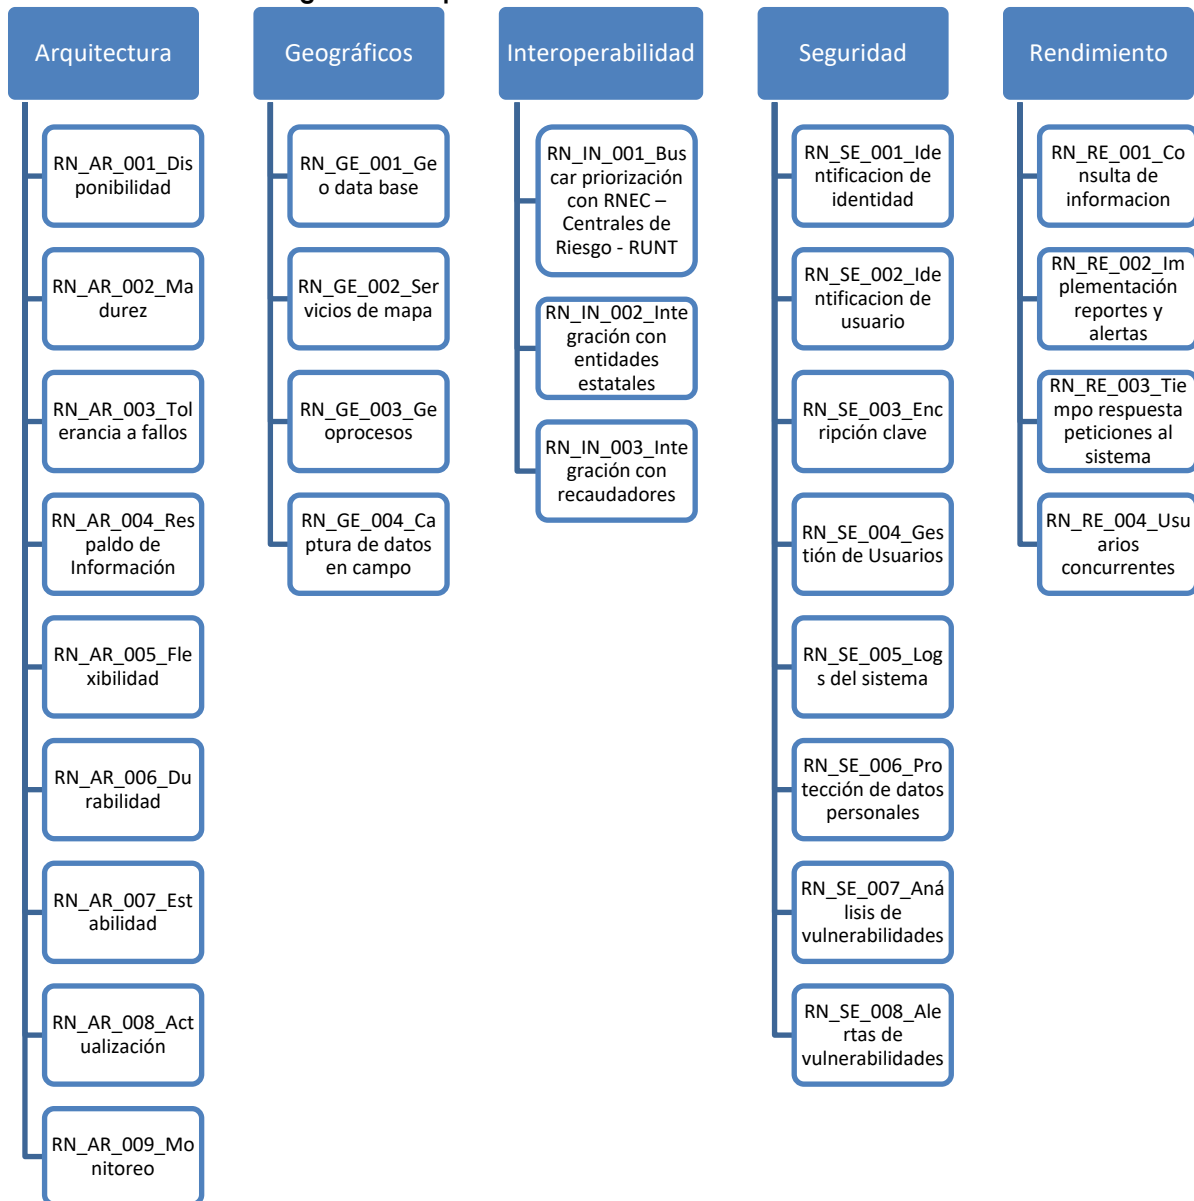 Arquitectura
RN_AR_001_Dis
ponibilidad
RN_AR_002_Ma
durez
RN_AR_003_Tol
erancia a fallos
RN_AR_004_Res
paldo de
Información
RN_AR_005_Fle
xibilidad
RN_AR_006_Du
rabilidad
RN_AR_007_Est
abilidad
RN_AR_008_Act
ualización
RN_AR_009_Mo
nitoreo
Geográficos
RN_GE_001_Ge
o data base
RN_GE_002_Ser
vicios de mapa
RN_GE_003_Ge
oprocesos
RN_GE_004_Ca
ptura de datos
en campo
Interoperabilidad
RN_IN_001_Bus
car priorización
con RNEC –
Centrales de
Riesgo - RUNT
RN_IN_002_Inte
gración con
entidades
estatales
RN_IN_003_Inte
gración con
recaudadores
Seguridad
RN_SE_001_Ide
ntificacion de
identidad
RN_SE_002_Ide
ntificacion de
usuario
RN_SE_003_Enc
ripción clave
RN_SE_004_Ges
tión de Usuarios
RN_SE_005_Log
s del sistema
RN_SE_006_Pro
tección de datos
personales
RN_SE_007_Aná
lisis de
vulnerabilidades
RN_SE_008_Ale
rtas de
vulnerabilidades
Rendimiento
RN_RE_001_Co
nsulta de
informacion
RN_RE_002_Im
plementación
reportes y
alertas
RN_RE_003_Tie
mpo respuesta
peticiones al
sistema
RN_RE_004_Usu
arios
concurrentes